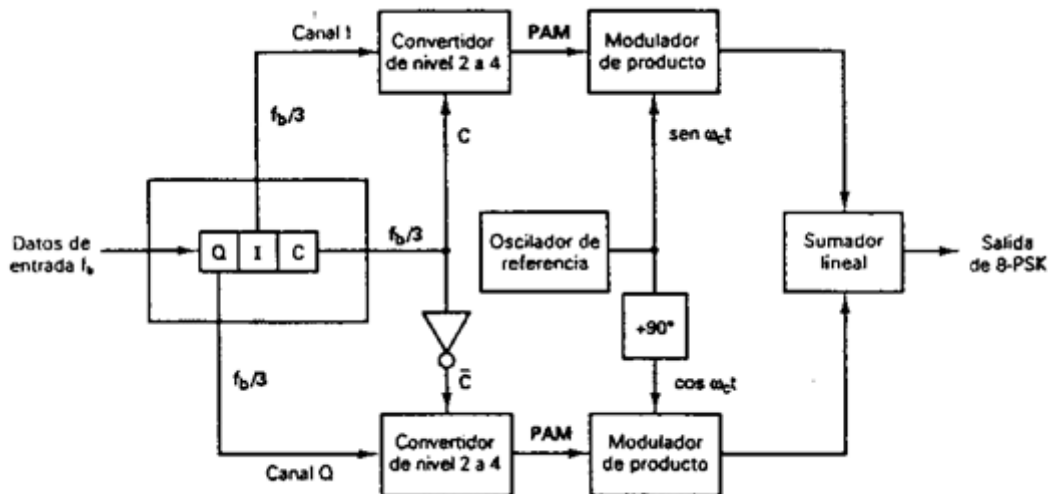 Canal I
Convertidor
de nivel 2 a 4
PAM
Modulador
de producto
f_b/3
C
sen ω_ct
Datos de
entrada f_b
Q I C
f_b/3
Oscilador de
referencia
Sumador
lineal
Salida
de 8-PSK
+90°
f_b/3
C̅
cos ω_ct
Canal Q
Convertidor
de nivel 2 a 4
PAM
Modulador
de producto